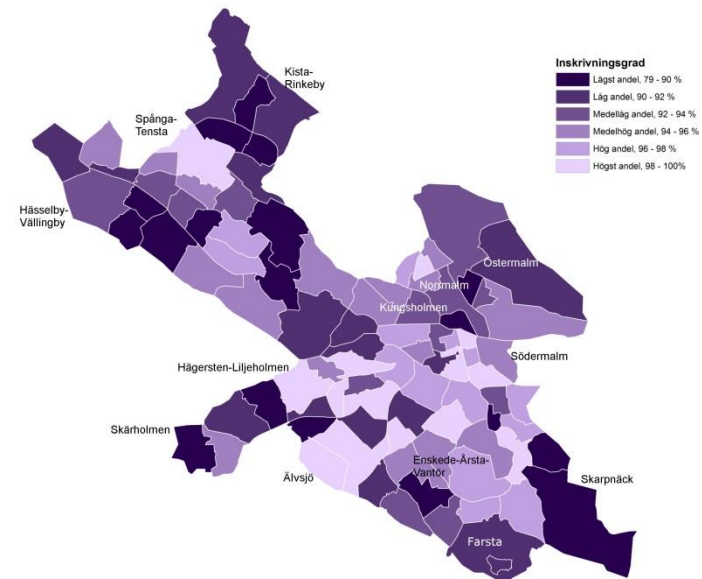 Inskrivningsgrad
Lägst andel, 79 - 90 %
Låg andel, 90 - 92 %
Medellåg andel, 92 - 94 %
Medelhög andel, 94 - 96 %
Hög andel, 96 - 98 %
Högst andel, 98 - 100%
Kista-
Rinkeby
Spånga-
Tensta
Hässelby-
Vällingby
Östermalm
Norrmalm
Kungsholmen
Södermalm
Hägersten-Liljeholmen
Skärholmen
Älvsjö
Enskede-Årsta-
Vantör
Skarpnäck
Farsta